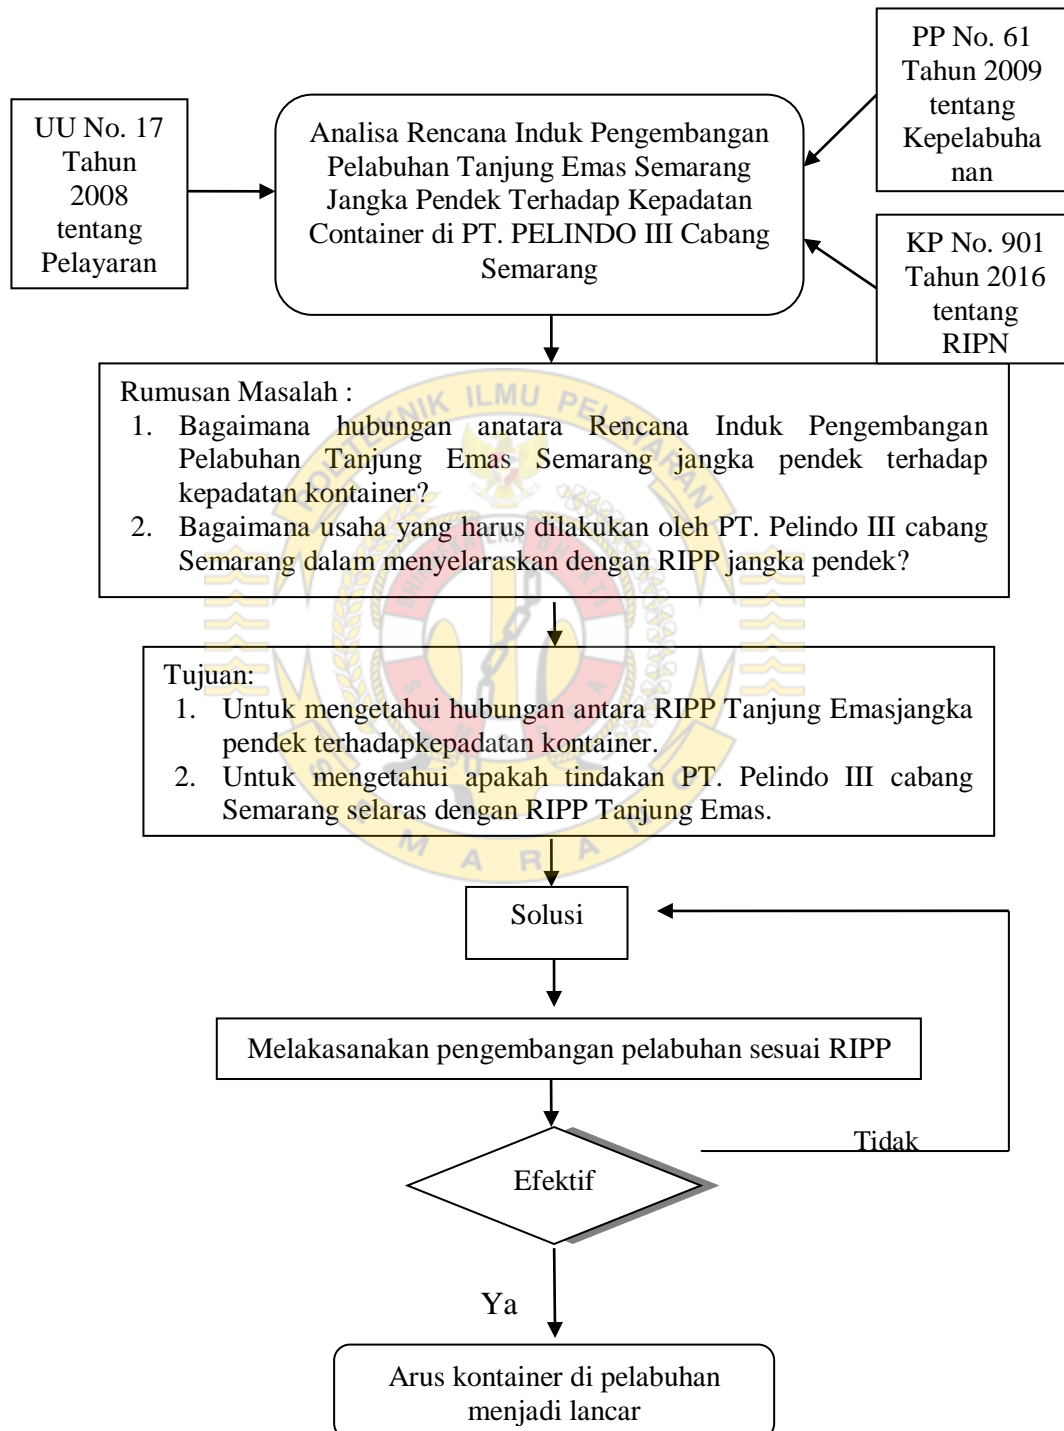 PP No. 61
Tahun 2009
tentang
Kepelabuha
nan
UU No. 17
Tahun
2008
tentang
Pelayaran
Analisa Rencana Induk Pengembangan
Pelabuhan Tanjung Emas Semarang
Jangka Pendek Terhadap Kepadatan
Container di PT. PELINDO III Cabang
Semarang
KP No. 901
Tahun 2016
tentang
RIPN
Rumusan Masalah :
1. Bagaimana hubungan anatara Rencana Induk Pengembangan
Pelabuhan Tanjung Emas Semarang jangka pendek terhadap
kepadatan kontainer?
2. Bagaimana usaha yang harus dilakukan oleh PT. Pelindo III cabang
Semarang dalam menyelaraskan dengan RIPP jangka pendek?
Tujuan:
1. Untuk mengetahui hubungan antara RIPP Tanjung Emasjangka
pendek terhadapkepadatan kontainer.
2. Untuk mengetahui apakah tindakan PT. Pelindo III cabang
Semarang selaras dengan RIPP Tanjung Emas.
Solusi
Melakasanakan pengembangan pelabuhan sesuai RIPP
Tidak
Efektif
Ya
Arus kontainer di pelabuhan
menjadi lancar
POLITEKNIK ILMU PELAYARAN
SEMARANG